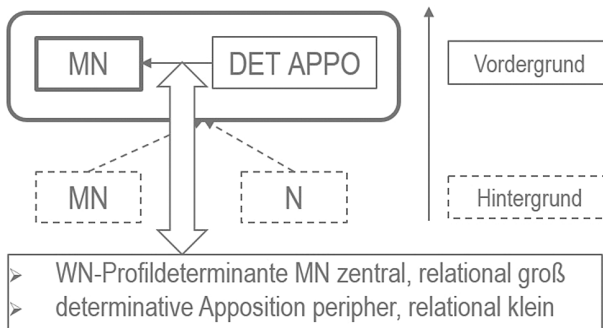 MN
DET APPO
Vordergrund
MN
N
Hintergrund
➢ WN-Profildeterminante MN zentral, relational groß
➢ determinative Apposition peripher, relational klein